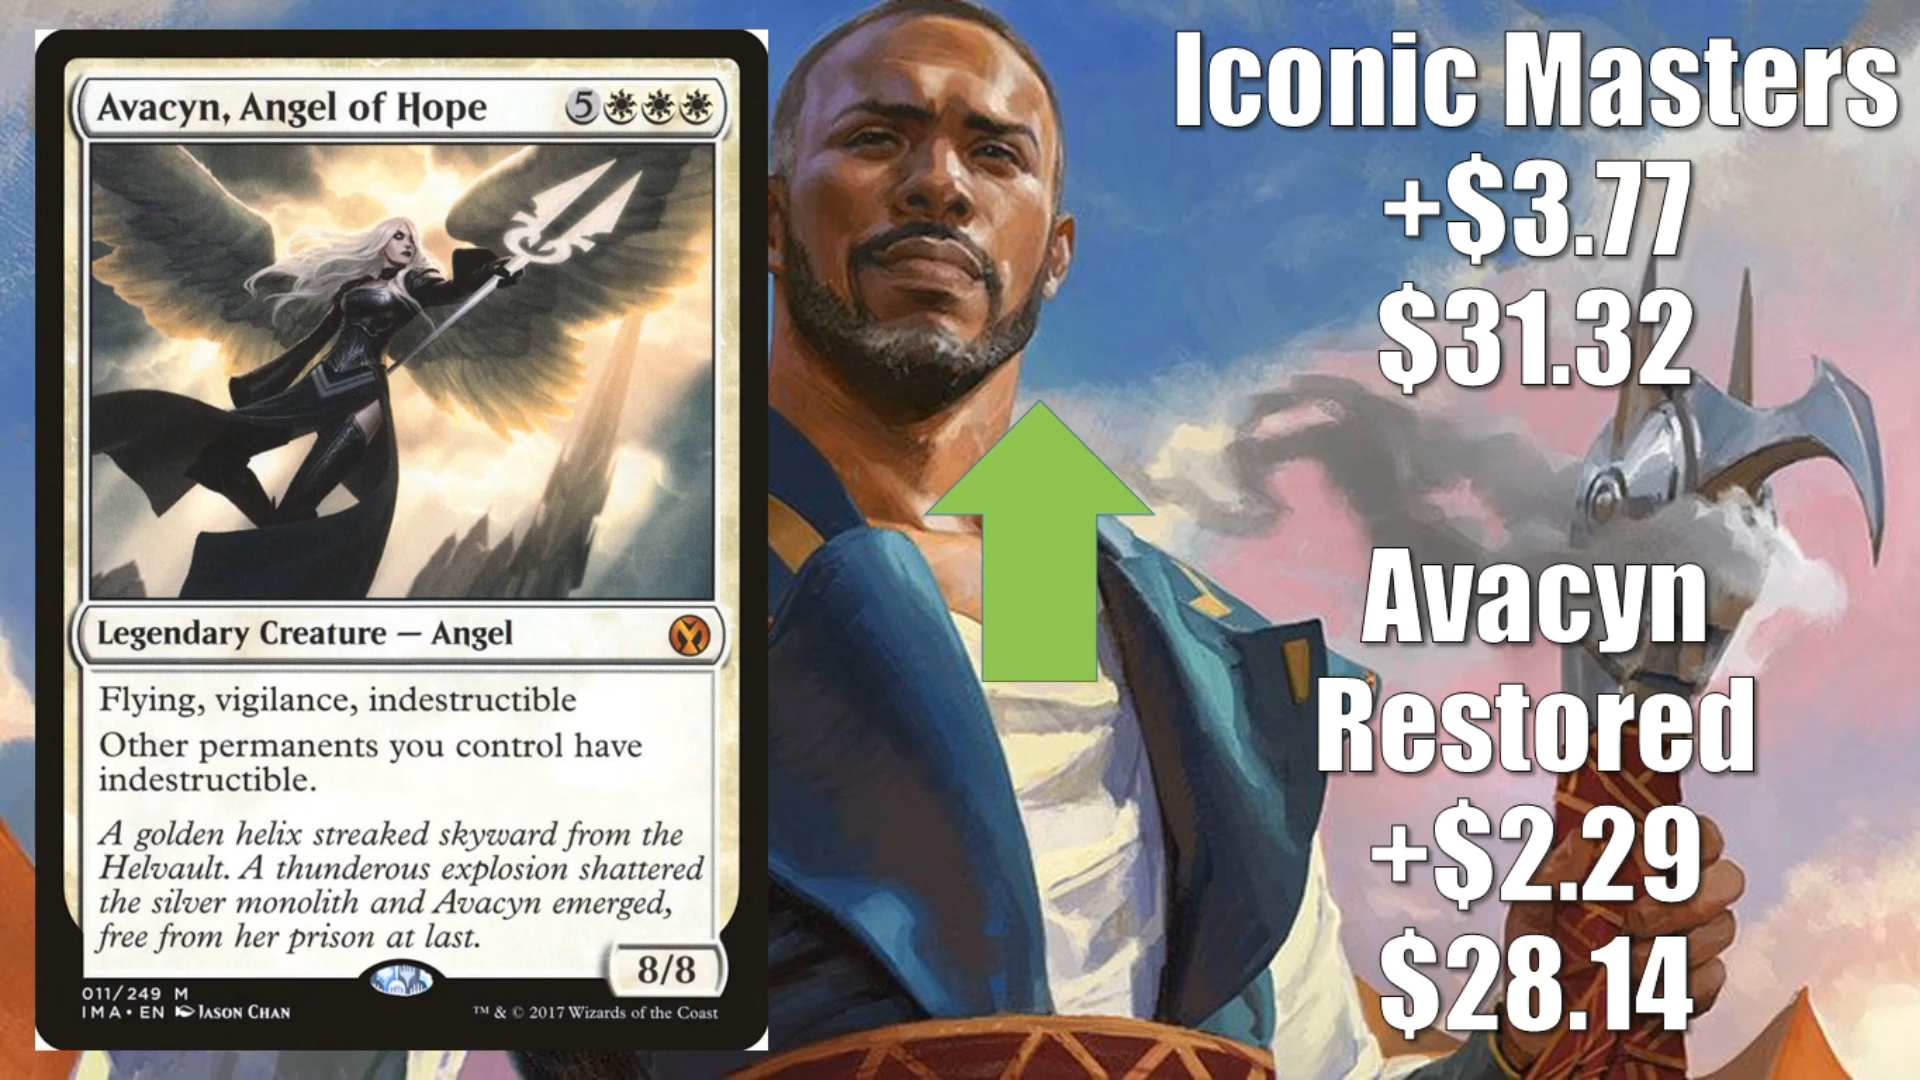 Avacyn, Angel of Hope 5
Legendary Creature — Angel
Flying, vigilance, indestructible
Other permanents you control have
indestructible.
A golden helix streaked skyward from the
Helvault. A thunderous explosion shattered
the silver monolith and Avacyn emerged,
free from her prison at last.
8/8
011/249 M
IMA • EN JASON CHAN
™ & © 2017 Wizards of the Coast
Iconic Masters
+$3.77
$31.32
Avacyn
Restored
+$2.29
$28.14